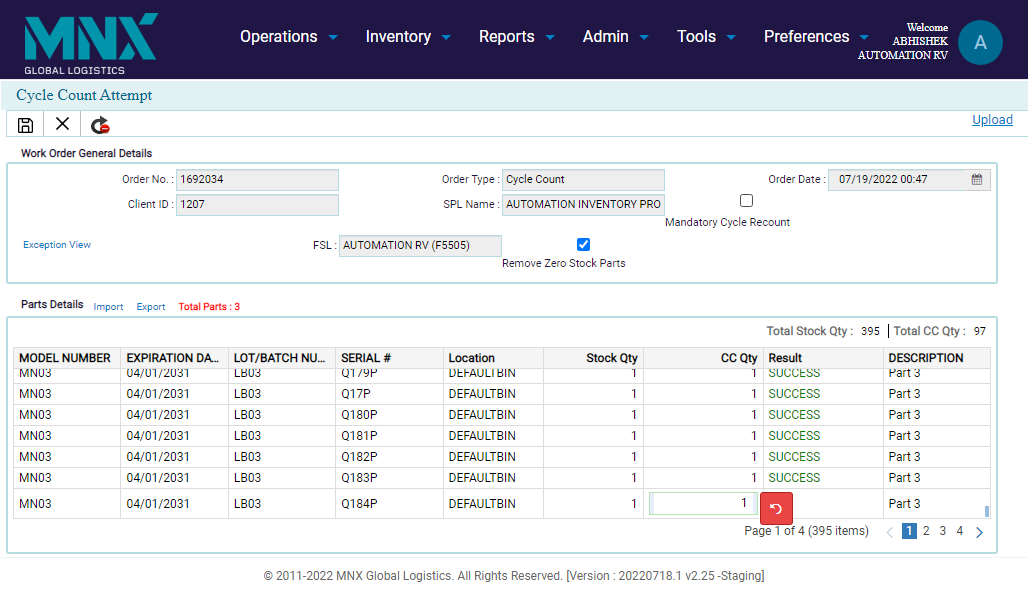 MNX
GLOBAL LOGISTICS
Operations Inventory Reports Admin Tools Preferences
Welcome
ABHISHEK
AUTOMATION RV
A
Cycle Count Attempt
Upload
Work Order General Details
Order No. : 1692034 Order Type : Cycle Count Order Date : 07/19/2022 00:47
Client ID : 1207 SPL Name : AUTOMATION INVENTORY PRO
Mandatory Cycle Recount
Exception View FSL : AUTOMATION RV (F5505)
Remove Zero Stock Parts
Parts Details Import Export Total Parts : 3
Total Stock Qty : 395 Total CC Qty : 97
MODEL NUMBER EXPIRATION DA... LOT/BATCH NU... SERIAL # Location Stock Qty CC Qty Result DESCRIPTION
MN03 04/01/2031 LB03 Q179P DEFAULTBIN 1 1 SUCCESS Part 3
MN03 04/01/2031 LB03 Q17P DEFAULTBIN 1 1 SUCCESS Part 3
MN03 04/01/2031 LB03 Q180P DEFAULTBIN 1 1 SUCCESS Part 3
MN03 04/01/2031 LB03 Q181P DEFAULTBIN 1 1 SUCCESS Part 3
MN03 04/01/2031 LB03 Q182P DEFAULTBIN 1 1 SUCCESS Part 3
MN03 04/01/2031 LB03 Q183P DEFAULTBIN 1 1 SUCCESS Part 3
MN03 04/01/2031 LB03 Q184P DEFAULTBIN 1 1 Part 3
Page 1 of 4 (395 items) 1 2 3 4
© 2011-2022 MNX Global Logistics. All Rights Reserved. [Version : 20220718.1 v2.25 -Staging]